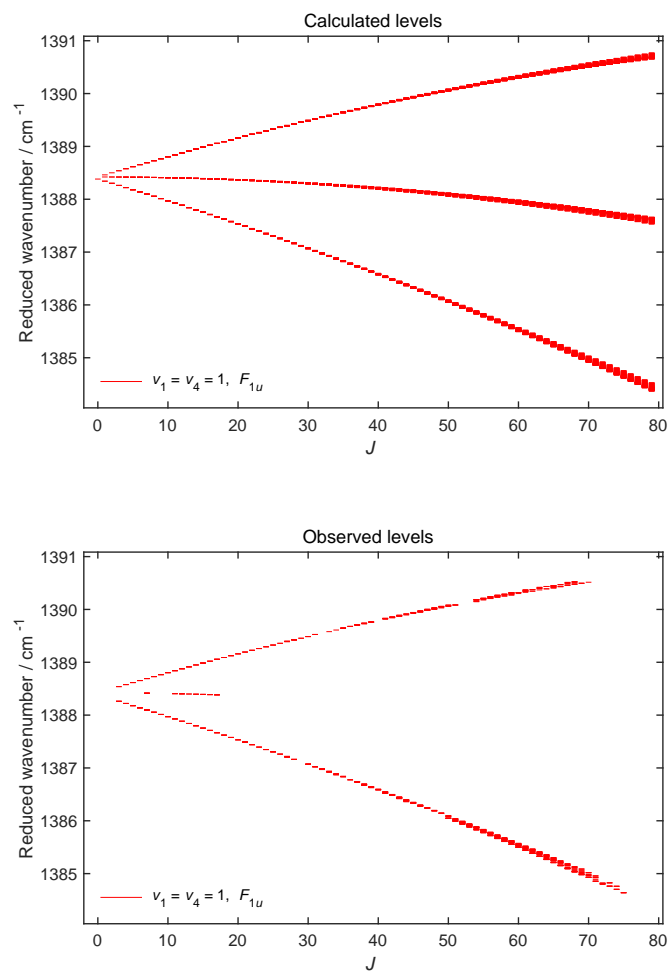 Calculated levels
1391
1390
1389
1388
1387
1386
1385
Reduced wavenumber / cm⁻¹
v₁ = v₄ = 1, F₁ᵤ
0 10 20 30 40 50 60 70 80
J
Observed levels
1391
1390
1389
1388
1387
1386
1385
Reduced wavenumber / cm⁻¹
v₁ = v₄ = 1, F₁ᵤ
0 10 20 30 40 50 60 70 80
J